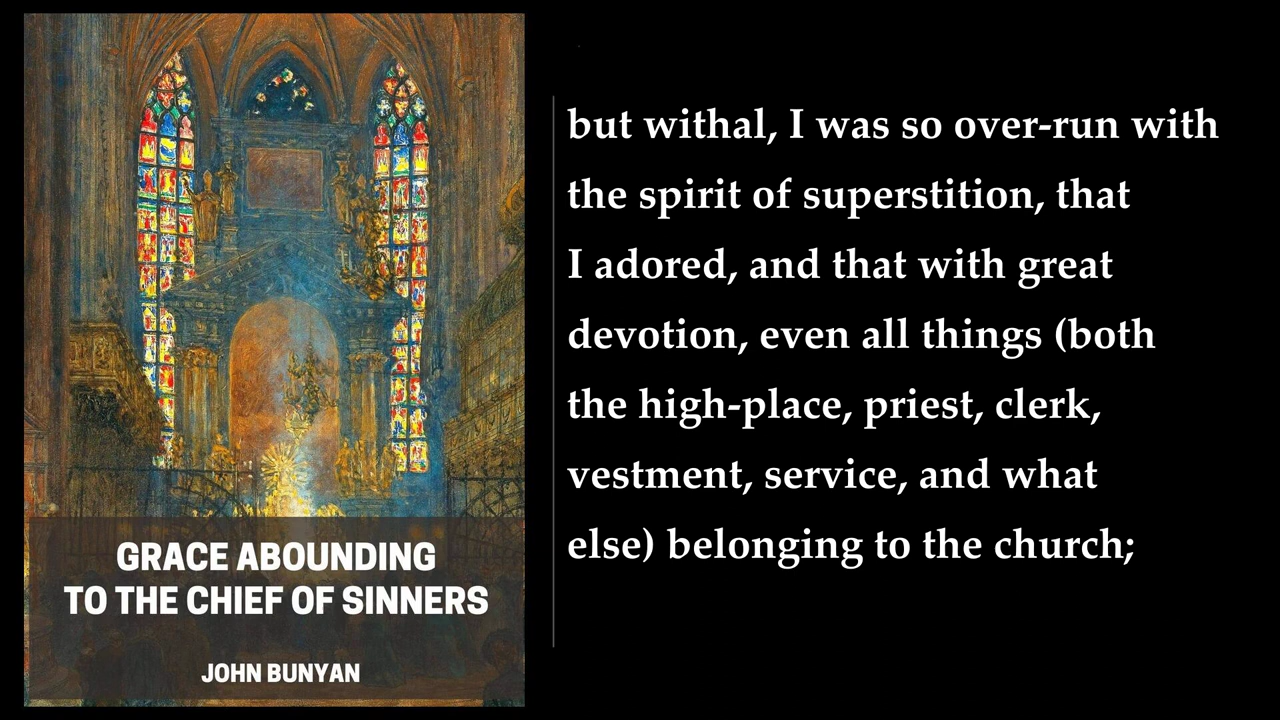 GRACE ABOUNDING
TO THE CHIEF OF SINNERS
JOHN BUNYAN
but withal, I was so over-run with
the spirit of superstition, that
I adored, and that with great
devotion, even all things (both
the high-place, priest, clerk,
vestment, service, and what
else) belonging to the church;